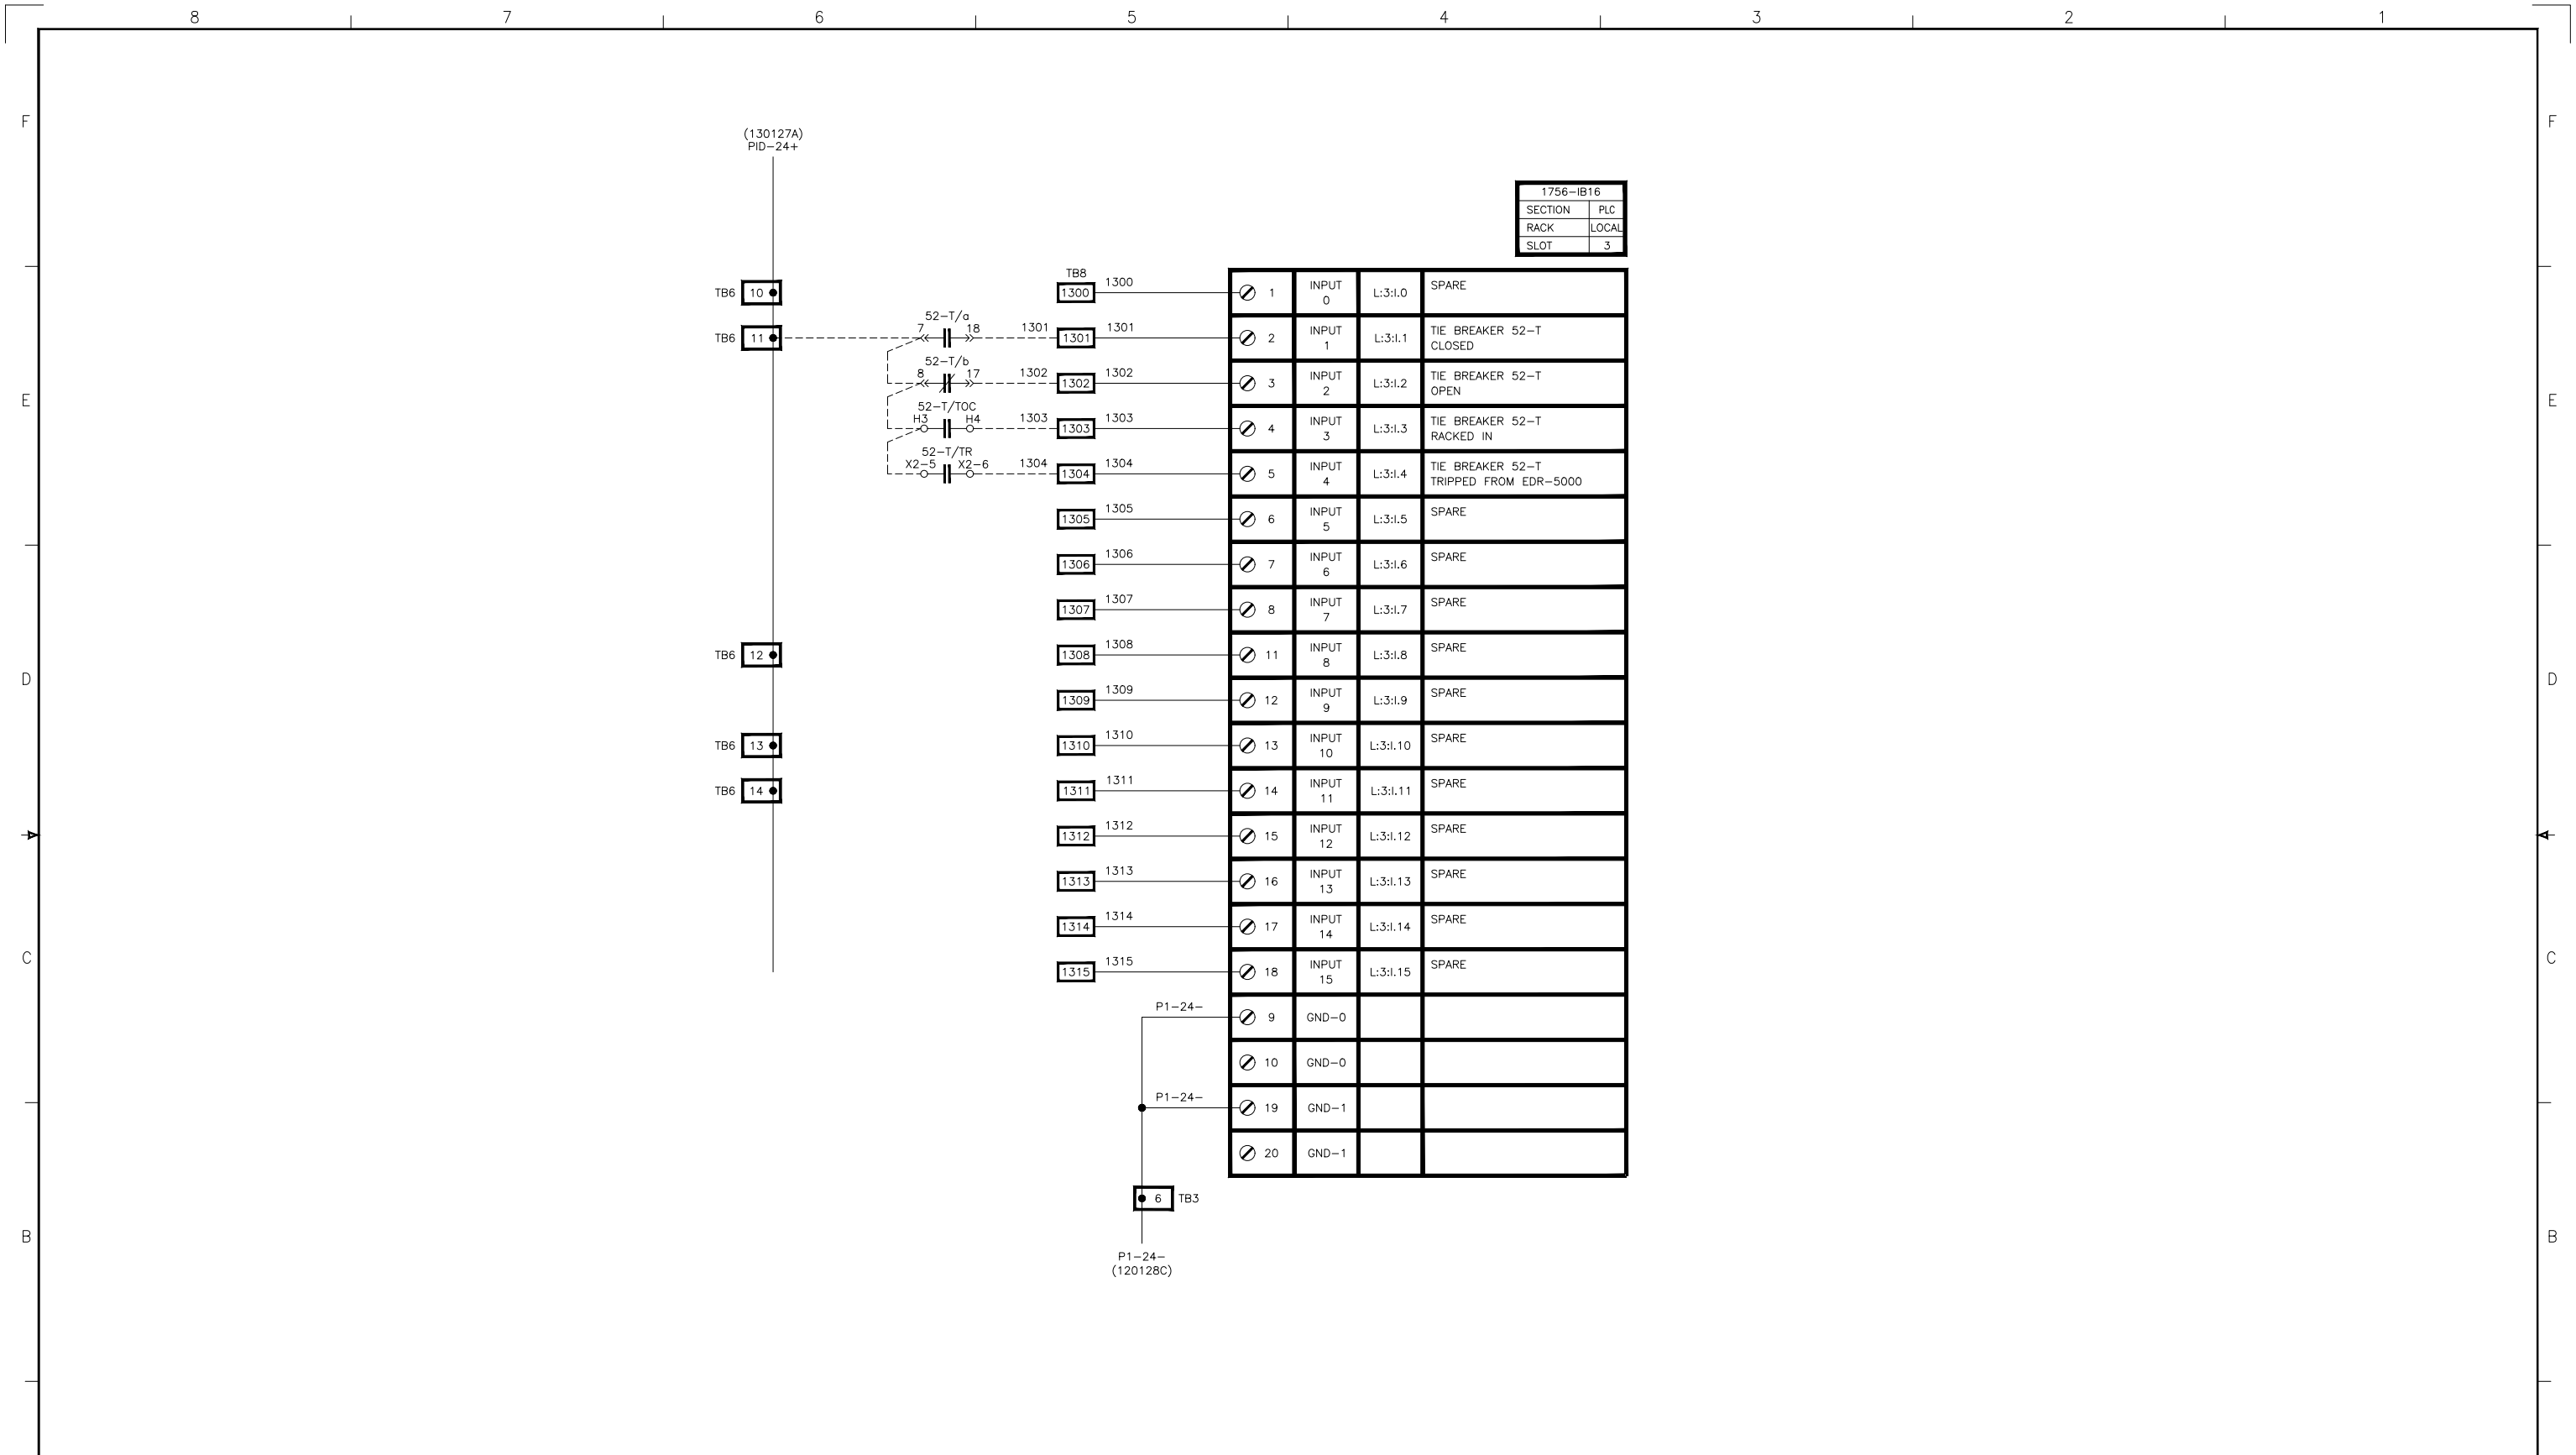 8 7 6 5 4 3 2 1
F F
(130127A)
PID-24+
1756-IB16
SECTION PLC
RACK LOCAL
SLOT 3
TB8
TB6 10 1300 1300 1 INPUT 0 L:3:I.0 SPARE
52-T/a
TB6 11 7 18 1301 1301 1301 2 INPUT 1 L:3:I.1 TIE BREAKER 52-T
CLOSED
52-T/b
8 17 1302 1302 1302 3 INPUT 2 L:3:I.2 TIE BREAKER 52-T
OPEN
E E
52-T/TOC
H3 H4 1303 1303 1303 4 INPUT 3 L:3:I.3 TIE BREAKER 52-T
RACKED IN
52-T/TR
X2-5 X2-6 1304 1304 1304 5 INPUT 4 L:3:I.4 TIE BREAKER 52-T
TRIPPED FROM EDR-5000
1305 1305 6 INPUT 5 L:3:I.5 SPARE
1306 1306 7 INPUT 6 L:3:I.6 SPARE
1307 1307 8 INPUT 7 L:3:I.7 SPARE
TB6 12 1308 1308 11 INPUT 8 L:3:I.8 SPARE
D D
1309 1309 12 INPUT 9 L:3:I.9 SPARE
TB6 13 1310 1310 13 INPUT 10 L:3:I.10 SPARE
TB6 14 1311 1311 14 INPUT 11 L:3:I.11 SPARE
1312 1312 15 INPUT 12 L:3:I.12 SPARE
1313 1313 16 INPUT 13 L:3:I.13 SPARE
1314 1314 17 INPUT 14 L:3:I.14 SPARE
C C
1315 1315 18 INPUT 15 L:3:I.15 SPARE
P1-24- 9 GND-0
10 GND-0
P1-24- 19 GND-1
20 GND-1
6 TB3
B B
P1-24-
(120128C)